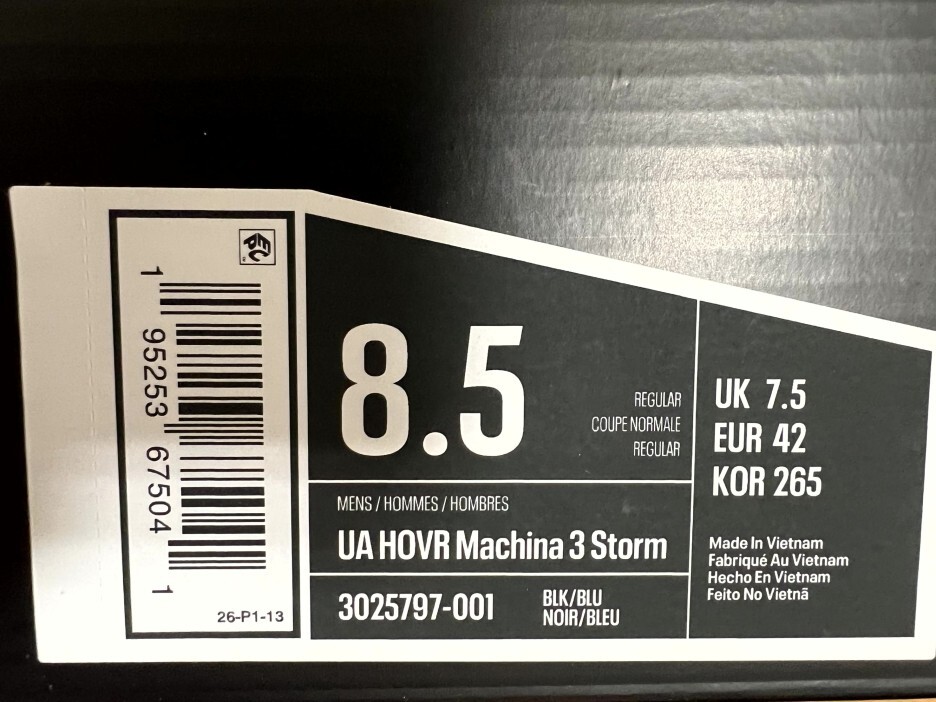 EPC
1 95253 67504 1
26-P1-13
8.5
REGULAR
COUPE NORMALE
REGULAR
MENS / HOMMES / HOMBRES
UA HOVR Machina 3 Storm
3025797-001
BLK/BLU
NOIR/BLEU
UK 7.5
EUR 42
KOR 265
Made In Vietnam
Fabriqué Au Vietnam
Hecho En Vietnam
Feito No Vietnã